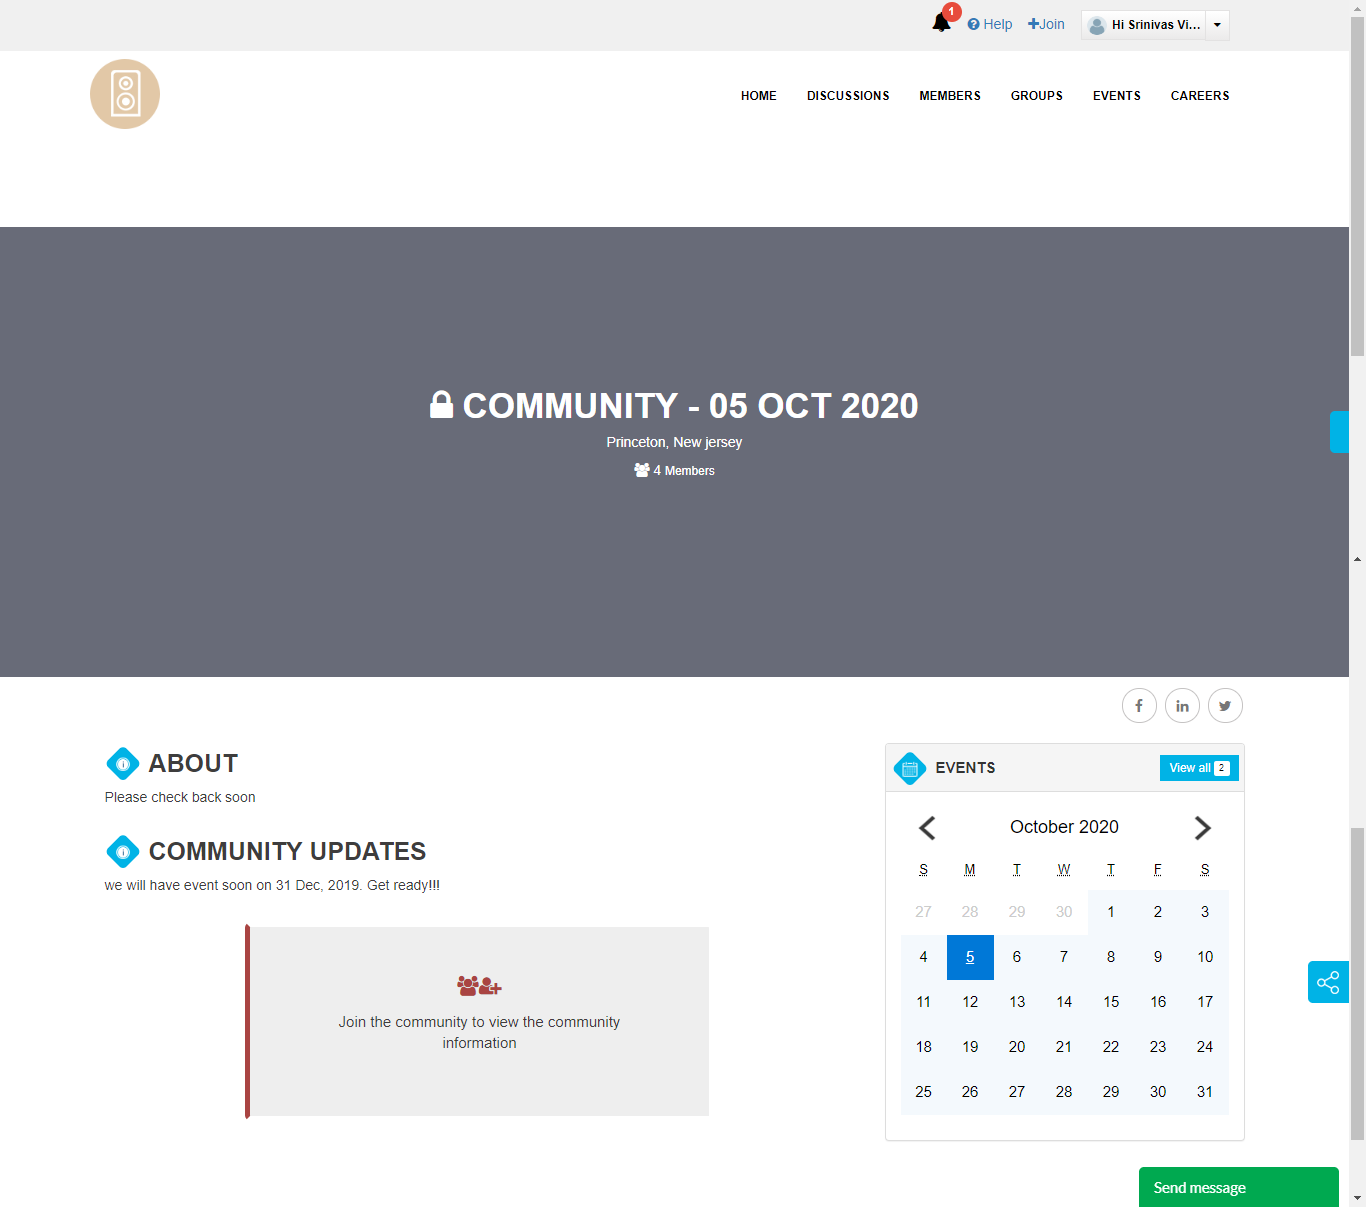 1
Help
Join
Hi Srinivas Vi...
HOME DISCUSSIONS MEMBERS GROUPS EVENTS CAREERS
COMMUNITY - 05 OCT 2020
Princeton, New jersey
4 Members
ABOUT
Please check back soon
COMMUNITY UPDATES
we will have event soon on 31 Dec, 2019. Get ready!!!
Join the community to view the community
information
EVENTS
View all 2
October 2020
S M T W T F S
27 28 29 30 1 2 3
4 5 6 7 8 9 10
11 12 13 14 15 16 17
18 19 20 21 22 23 24
25 26 27 28 29 30 31
Send message